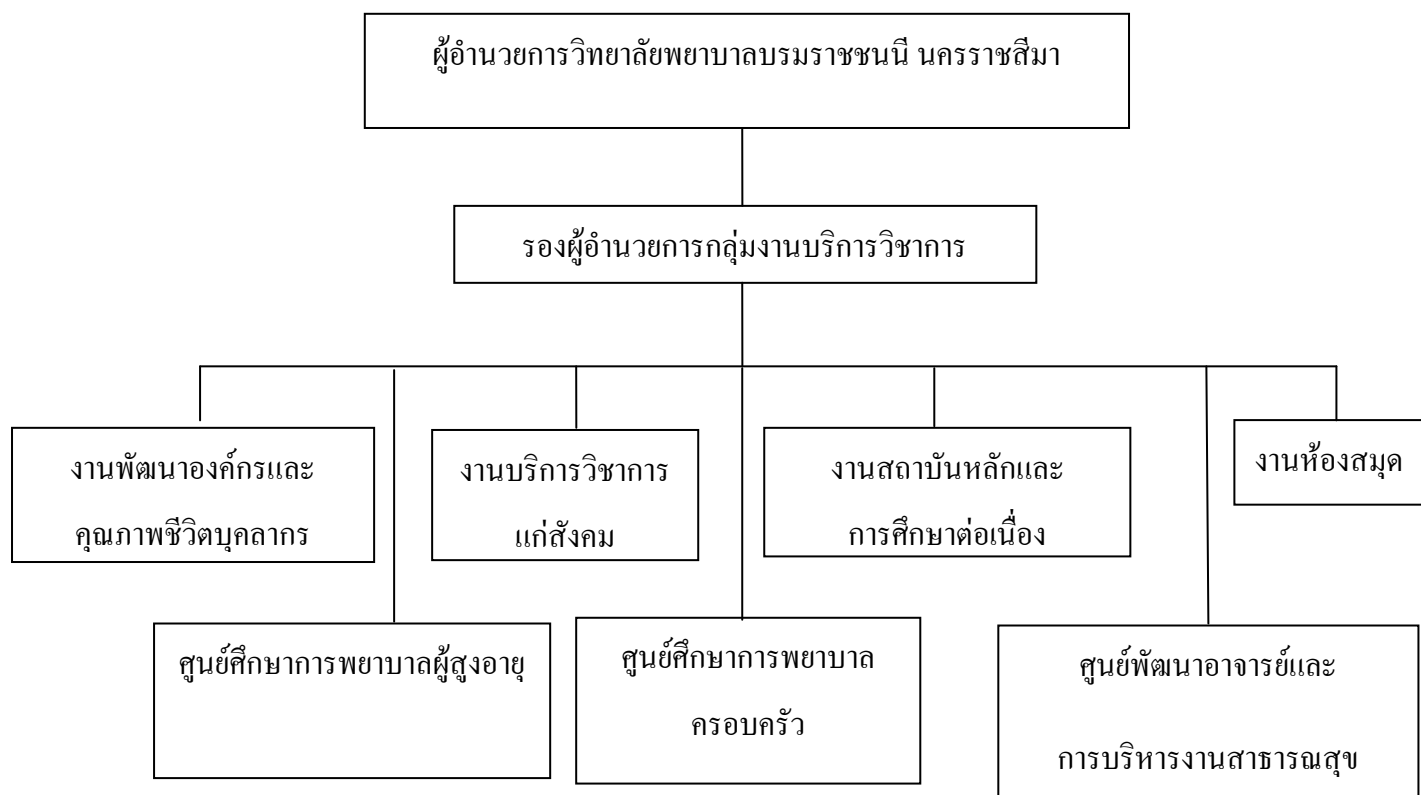 ผู้อำนวยการวิทยาลัยพยาบาลบรมราชชนนี นครราชสีมา
รองผู้อำนวยการกลุ่มงานบริการวิชาการ
งานพัฒนาองค์กรและ
คุณภาพชีวิตบุคลากร
งานบริการวิชาการ
แก่สังคม
งานสถาบันหลักและ
การศึกษาต่อเนื่อง
งานห้องสมุด
ศูนย์ศึกษาการพยาบาลผู้สูงอายุ
ศูนย์ศึกษาการพยาบาล
ครอบครัว
ศูนย์พัฒนาอาจารย์และ
การบริหารงานสาธารณสุข